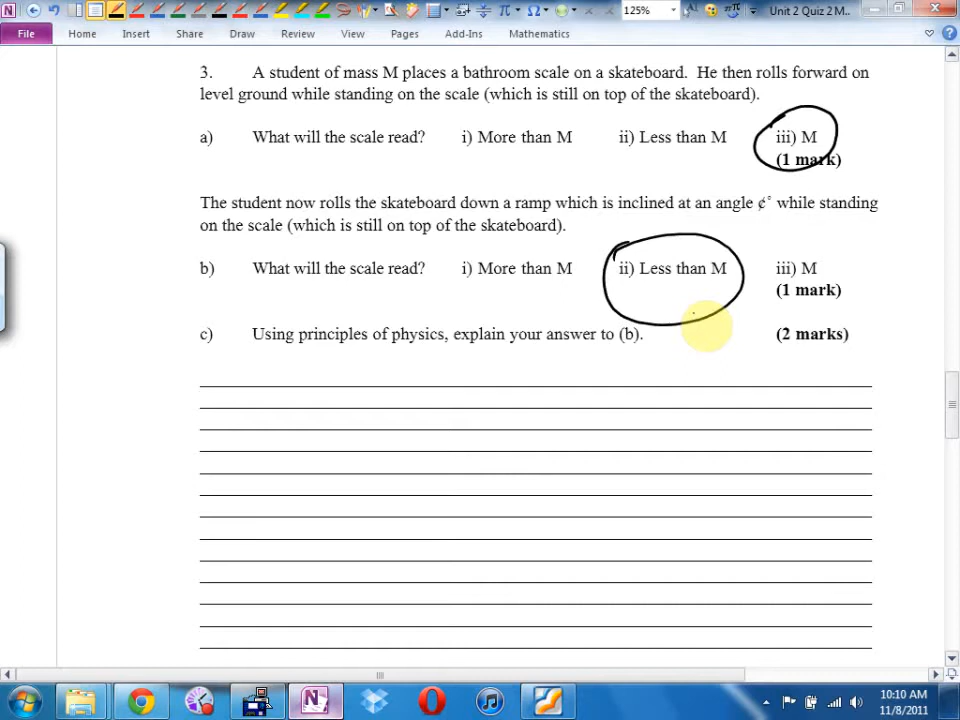 125%
Unit 2 Quiz 2 M..
File Home Insert Share Draw Review View Pages Add-Ins Mathematics
3. A student of mass M places a bathroom scale on a skateboard. He then rolls forward on
level ground while standing on the scale (which is still on top of the skateboard).
a) What will the scale read? i) More than M ii) Less than M iii) M
(1 mark)
The student now rolls the skateboard down a ramp which is inclined at an angle ¢° while standing
on the scale (which is still on top of the skateboard).
b) What will the scale read? i) More than M ii) Less than M iii) M
(1 mark)
c) Using principles of physics, explain your answer to (b). (2 marks)
10:10 AM
11/8/2011